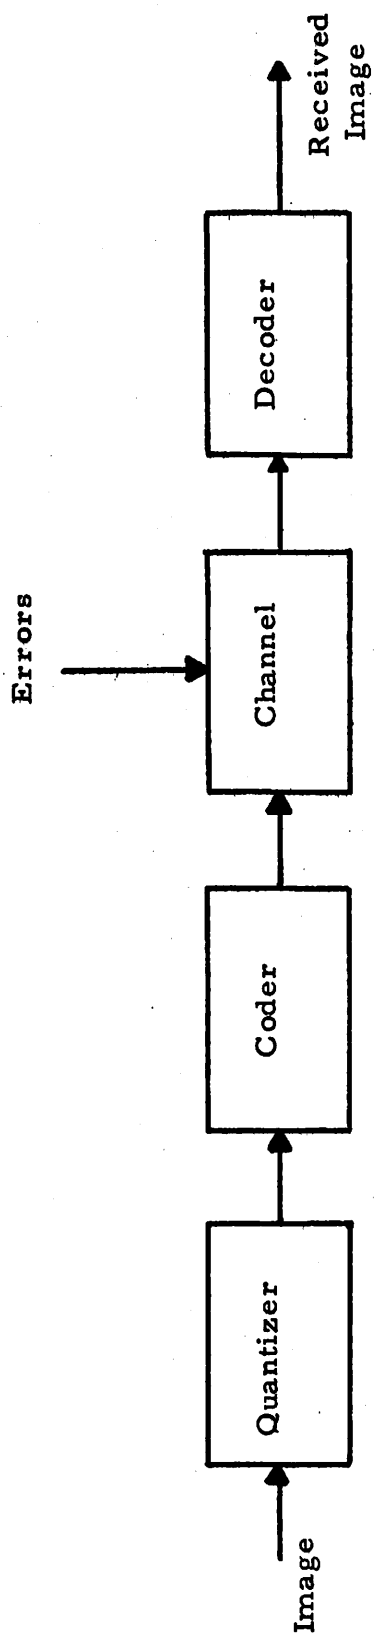 Errors
Image
Quantizer
Coder
Channel
Decoder
Received
Image